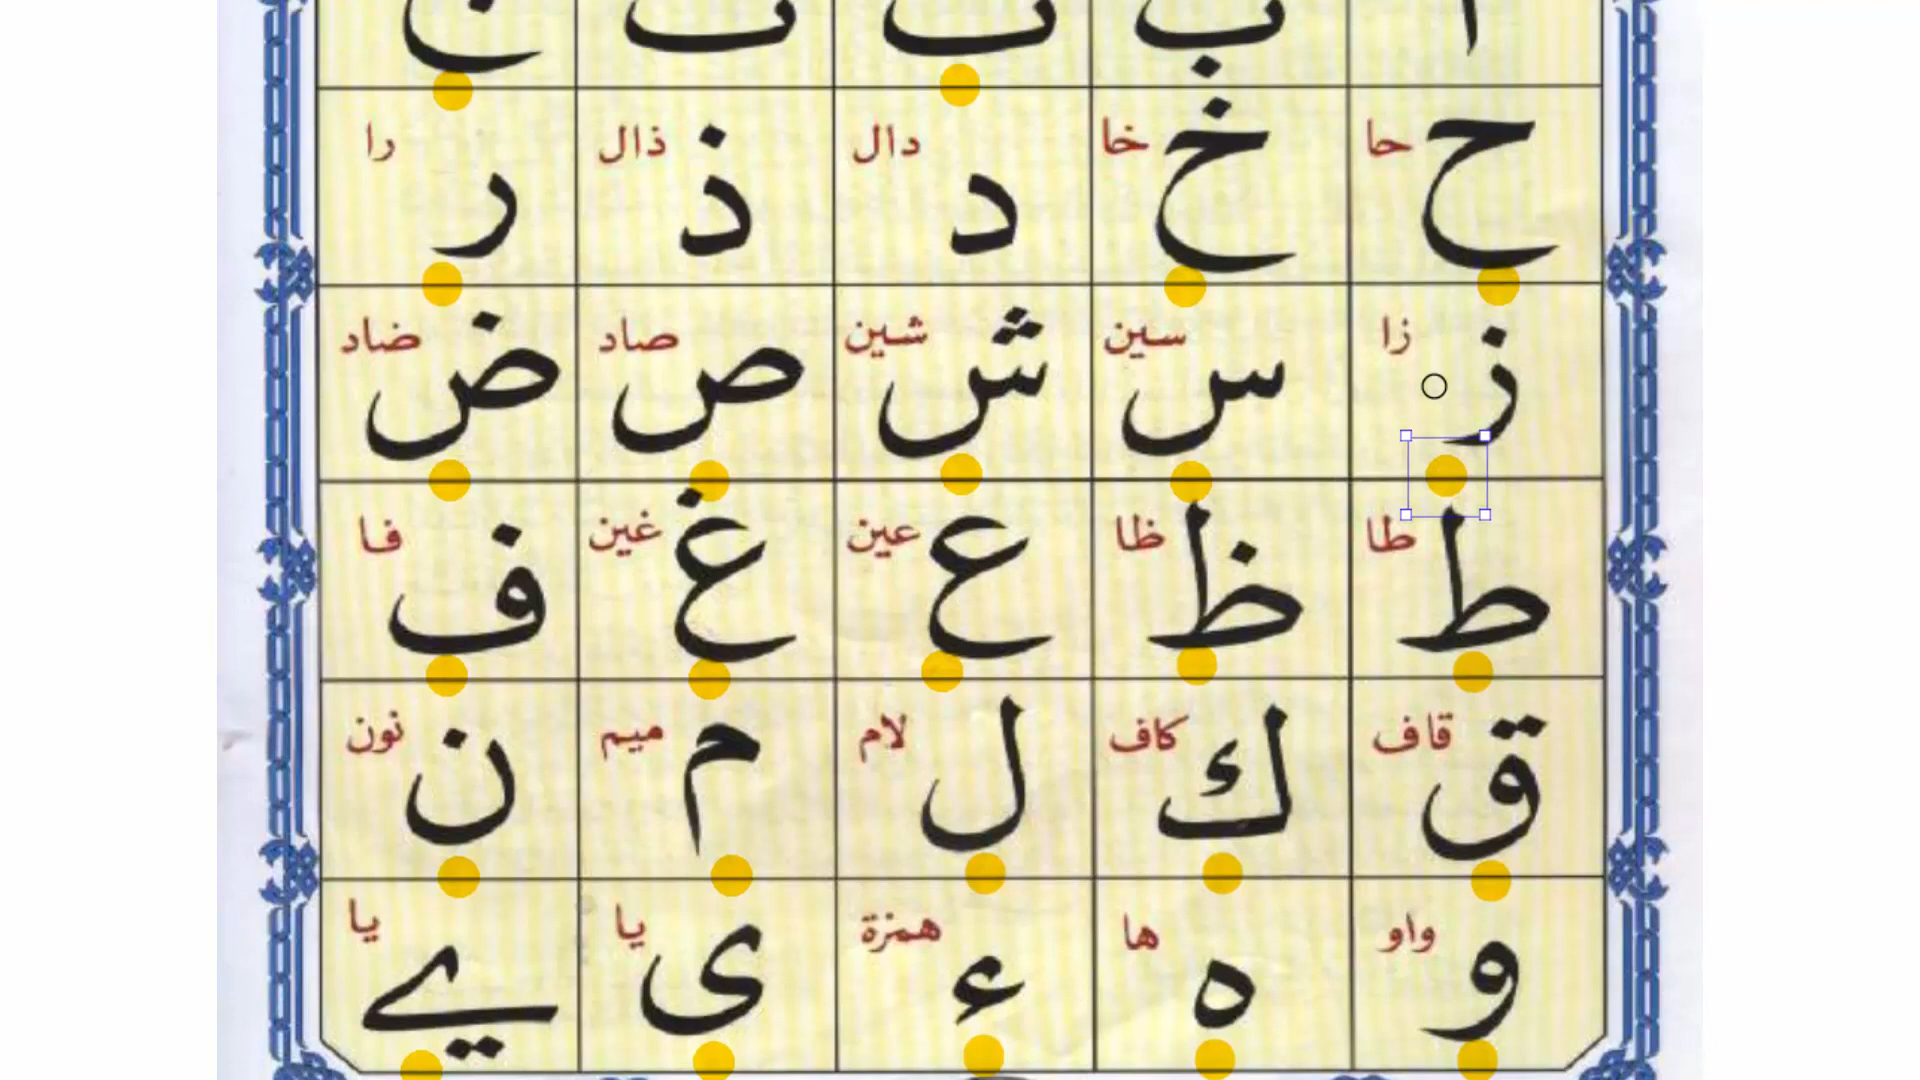 ح حا خ خا د دال ذ ذال ر را
ز زا س سين ش شين ص صاد ض ضاد
ط طا ظ ظا ع عين غ غين ف فا
ق قاف ك كاف ل لام م ميم ن نون
و واو ه ها ء همزة ى يا ے يا